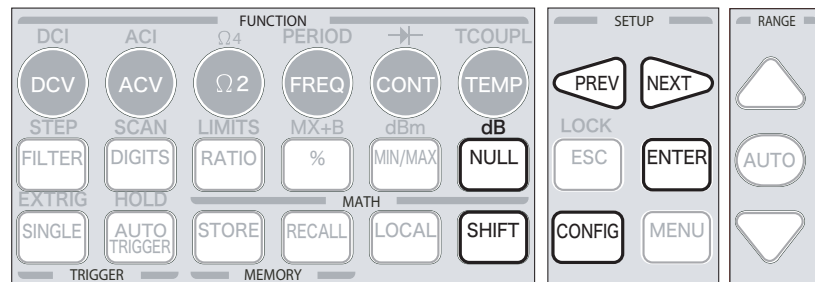 FUNCTION
DCI ACI Ω4 PERIOD TCOUPL
DCV ACV Ω2 FREQ CONT TEMP
STEP SCAN LIMITS MX+B dBm dB
FILTER DIGITS RATIO % MIN/MAX NULL
EXTRIG HOLD MATH
SINGLE AUTO TRIGGER STORE RECALL LOCAL SHIFT
TRIGGER MEMORY
SETUP
PREV NEXT
LOCK
ESC ENTER
CONFIG MENU
RANGE
AUTO